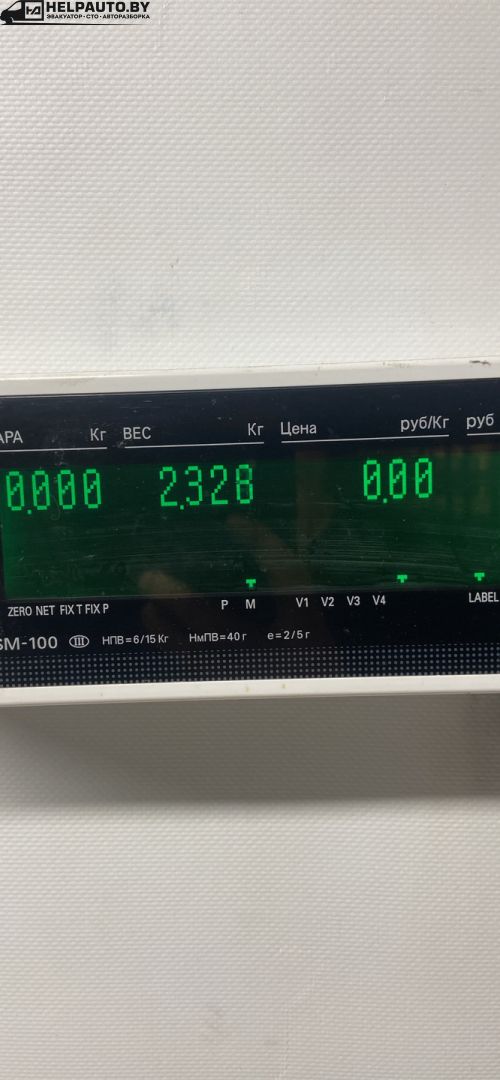 HELPAUTO.BY
ЭВАКУАТОР · СТО · АВТОРАЗБОРКА
АРА Кг ВЕС Кг Цена руб/Кг руб
0.000 2.328 0.00
ZERO NET FIX T FIX P P M V1 V2 V3 V4 LABEL
SM-100 III НПВ=6/15 Кг НмПВ=40 г e=2/5 г